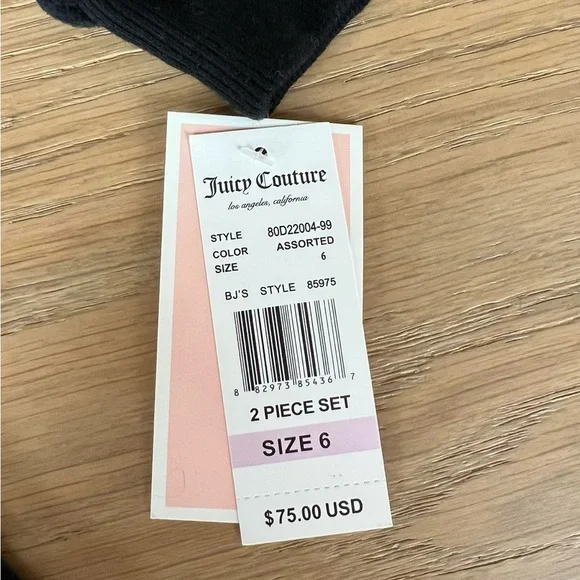 Juicy Couture
los angeles, california
STYLE 80D22004-99
COLOR ASSORTED
SIZE 6
BJ'S STYLE 85975
8 82973 85436 7
2 PIECE SET
SIZE 6
$75.00 USD